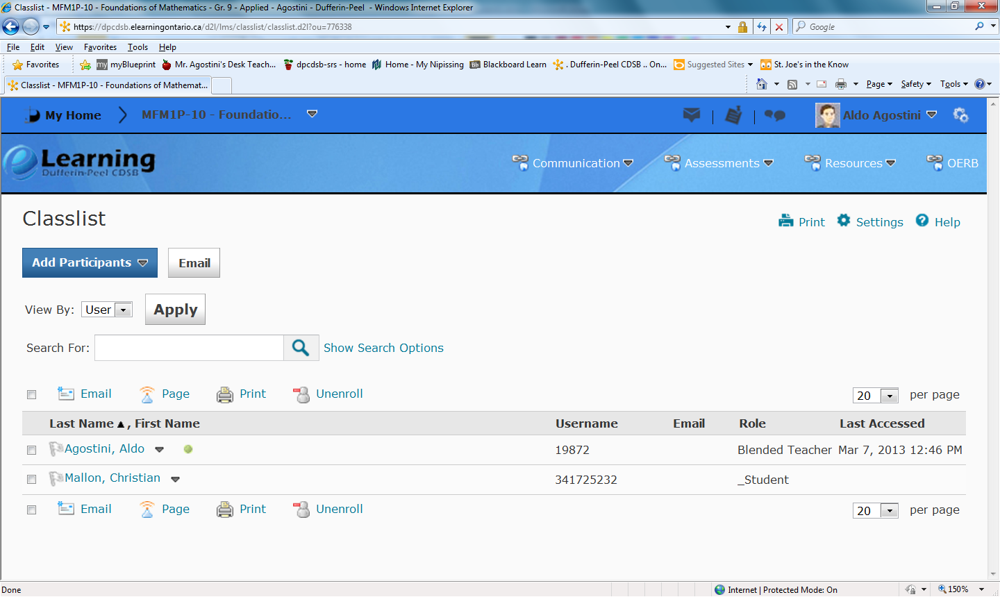 Classlist - MFM1P-10 - Foundations of Mathematics - Gr. 9 - Applied - Agostini - Dufferin-Peel - Windows Internet Explorer
https://dpcdsb.elearningontario.ca/d2l/lms/classlist/classlist.d2l?ou=776338
Google
File Edit View Favorites Tools Help
Favorites my myBlueprint Mr. Agostini's Desk Teach... dpcdsb-srs - home Home - My Nipissing Bb Blackboard Learn . Dufferin-Peel CDSB .. On... Suggested Sites St. Joe's in the Know
Classlist - MFM1P-10 - Foundations of Mathemat... Page Safety Tools
My Home MFM1P-10 - Foundatio... Aldo Agostini
Learning
Dufferin-Peel CDSB
Communication Assessments Resources OERB
Classlist
Print Settings Help
Add Participants Email
View By: User Apply
Search For: Show Search Options
Email Page Print Unenroll 20 per page
Last Name ▲ , First Name Username Email Role Last Accessed
Agostini, Aldo 19872 Blended Teacher Mar 7, 2013 12:46 PM
Mallon, Christian 341725232 _Student
Email Page Print Unenroll 20 per page
Done Internet | Protected Mode: On 150%